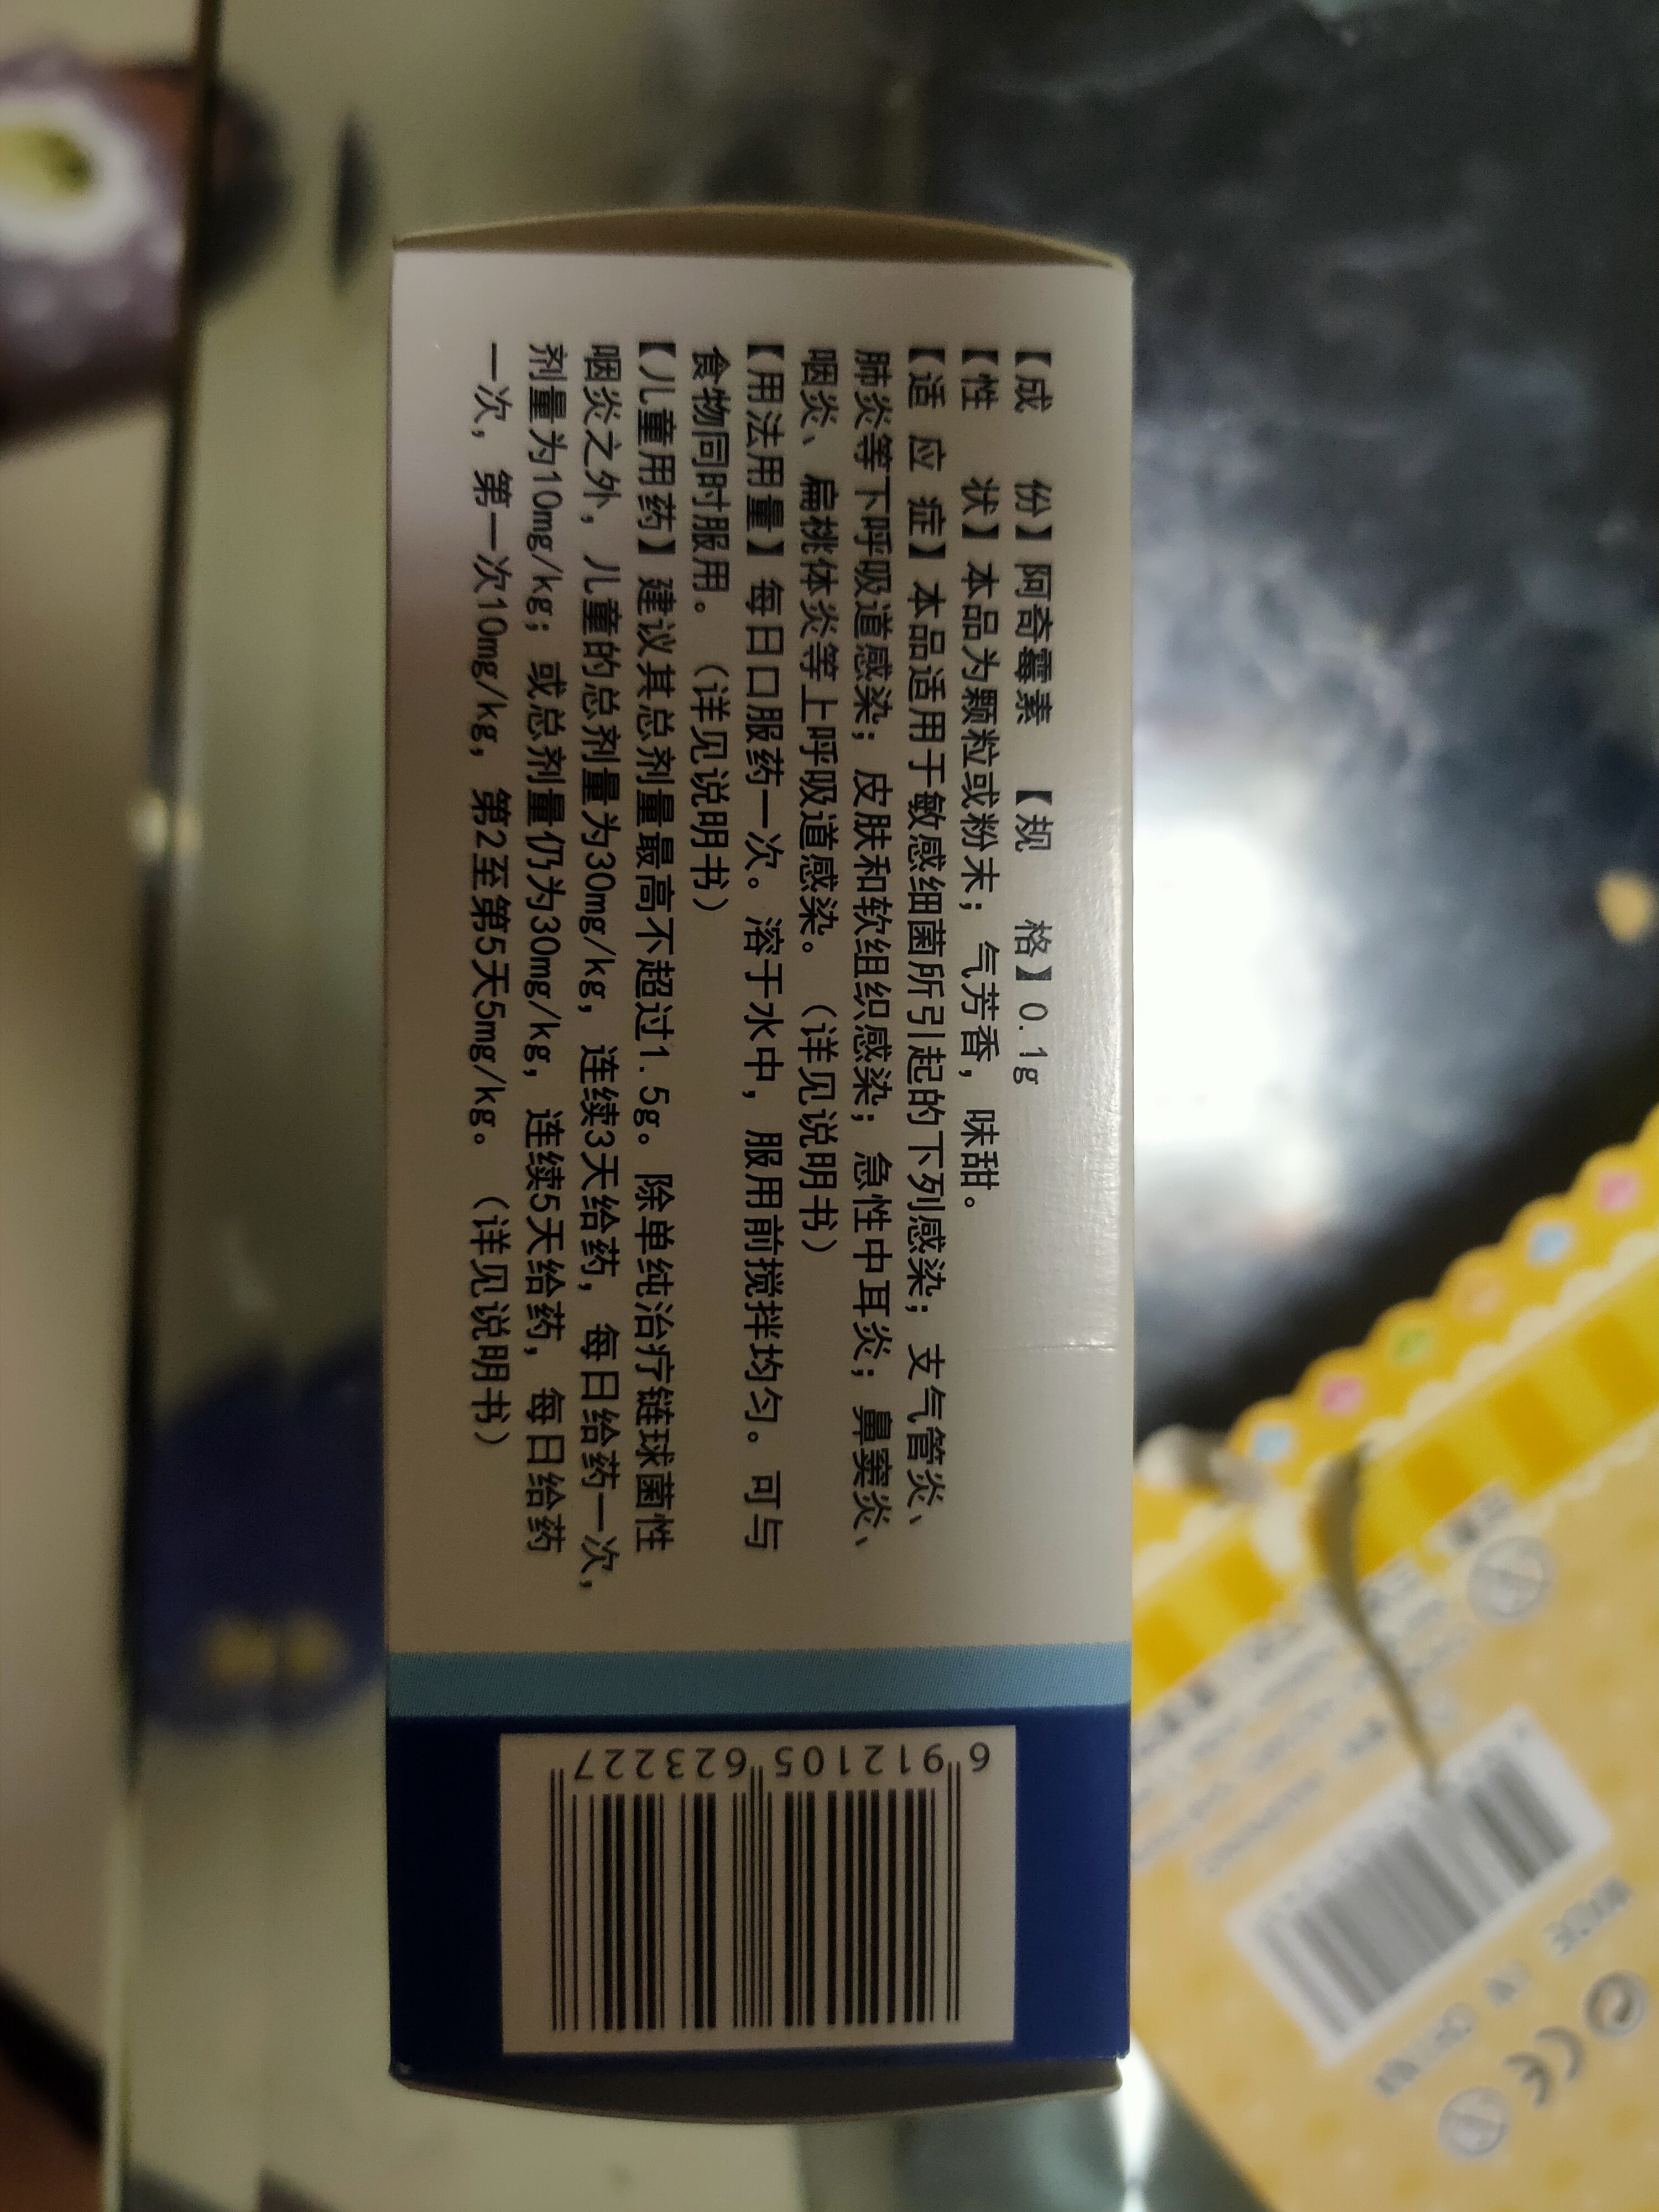 【成　份】阿奇霉素　【规　格】0.1g
【性　状】本品为颗粒或粉末；气芳香，味甜。
【适 应 症】本品适用于敏感细菌所引起的下列感染；支气管炎、
肺炎等下呼吸道感染；皮肤和软组织感染；急性中耳炎；鼻窦炎、
咽炎、扁桃体炎等上呼吸道感染。（详见说明书）
【用法用量】每日口服药一次。溶于水中，服用前搅拌均匀。可与
食物同时服用。（详见说明书）
【儿童用药】建议其总剂量最高不超过1.5g。除单纯治疗链球菌性
咽炎之外，儿童的总剂量为30mg/kg，连续3天给药，每日给药一次，
剂量为10mg/kg；或总剂量仍为30mg/kg，连续5天给药，每日给药
一次，第一次10mg/kg，第2至第5天5mg/kg。（详见说明书）
6 912105 623227
CE